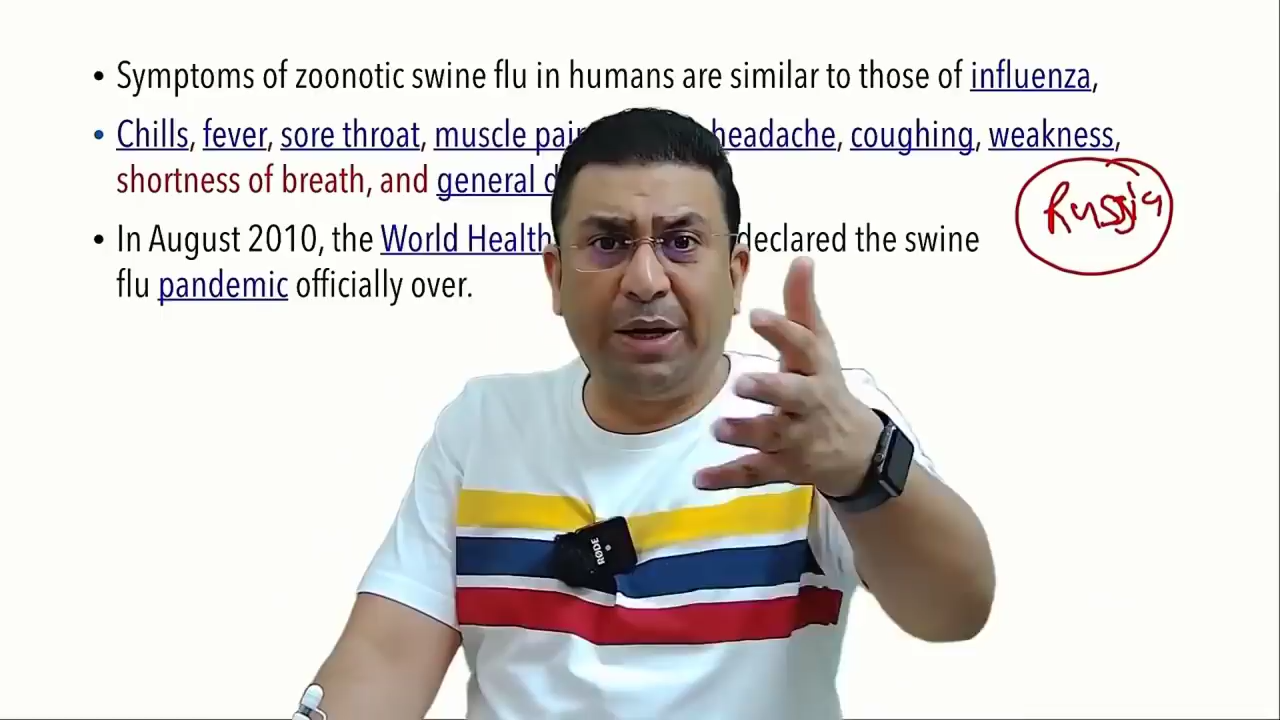 • Symptoms of zoonotic swine flu in humans are similar to those of influenza,
• Chills, fever, sore throat, muscle headache, coughing, weakness,
shortness of breath, and general
• In August 2010, the World Health declared the swine
flu pandemic officially over.
Russia
RØDE